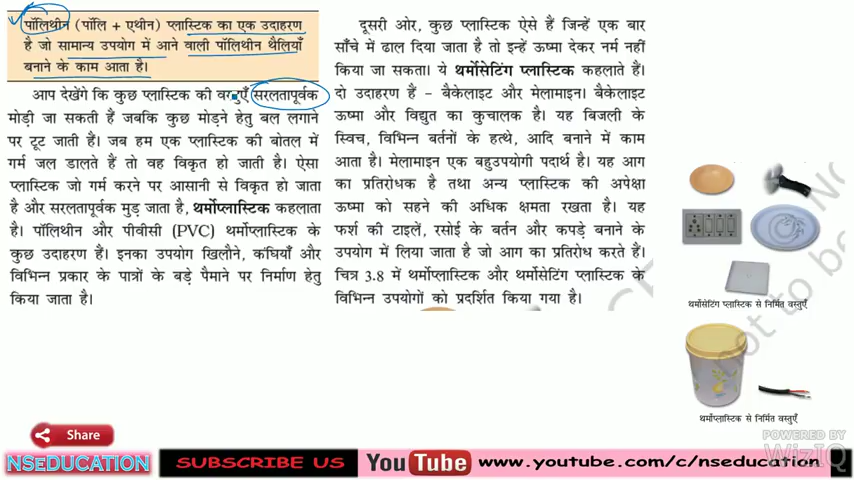 पॉलिथीन (पॉलि + एथीन) प्लास्टिक का एक उदाहरण
है जो सामान्य उपयोग में आने वाली पॉलिथीन थैलियाँ
बनाने के काम आता है।
आप देखेंगे कि कुछ प्लास्टिक की वस्तुएँ सरलतापूर्वक
मोड़ी जा सकती हैं जबकि कुछ मोड़ने हेतु बल लगाने
पर टूट जाती हैं। जब हम एक प्लास्टिक की बोतल में
गर्म जल डालते हैं तो वह विकृत हो जाती है। ऐसा
प्लास्टिक जो गर्म करने पर आसानी से विकृत हो जाता
है और सरलतापूर्वक मुड़ जाता है, थर्मोप्लास्टिक कहलाता
है। पॉलिथीन और पीवीसी (PVC) थर्मोप्लास्टिक के
कुछ उदाहरण हैं। इनका उपयोग खिलौने, कंघियाँ और
विभिन्न प्रकार के पात्रों के बड़े पैमाने पर निर्माण हेतु
किया जाता है।
दूसरी ओर, कुछ प्लास्टिक ऐसे हैं जिन्हें एक बार
साँचे में ढाल दिया जाता है तो इन्हें ऊष्मा देकर नर्म नहीं
किया जा सकता। ये थर्मोसेटिंग प्लास्टिक कहलाते हैं।
दो उदाहरण हैं – बैकेलाइट और मेलामाइन। बैकेलाइट
ऊष्मा और विद्युत का कुचालक है। यह बिजली के
स्विच, विभिन्न बर्तनों के हत्थे, आदि बनाने में काम
आता है। मेलामाइन एक बहुउपयोगी पदार्थ है। यह आग
का प्रतिरोधक है तथा अन्य प्लास्टिक की अपेक्षा
ऊष्मा को सहने की अधिक क्षमता रखता है। यह
फर्श की टाइलें, रसोई के बर्तन और कपड़े बनाने के
उपयोग में लिया जाता है जो आग का प्रतिरोध करते हैं।
चित्र 3.8 में थर्मोप्लास्टिक और थर्मोसेटिंग प्लास्टिक के
विभिन्न उपयोगों को प्रदर्शित किया गया है।
थर्मोसेटिंग प्लास्टिक से निर्मित वस्तुएँ
थर्मोप्लास्टिक से निर्मित वस्तुएँ
not to be
Share
POWERED BY
WizIQ
NSEDUCATION SUBSCRIBE US YouTube www.youtube.com/c/nseducation